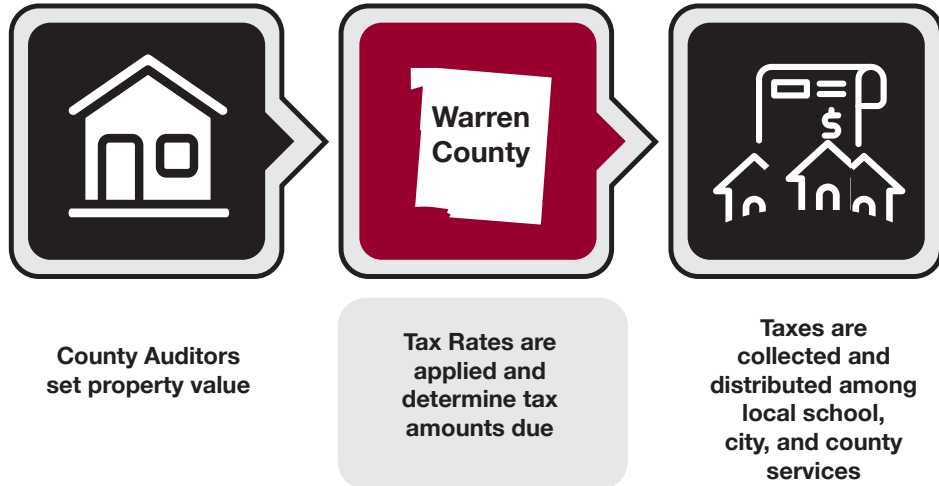 Warren
County
$
County Auditors
set property value
Tax Rates are
applied and
determine tax
amounts due
Taxes are
collected and
distributed among
local school,
city, and county
services